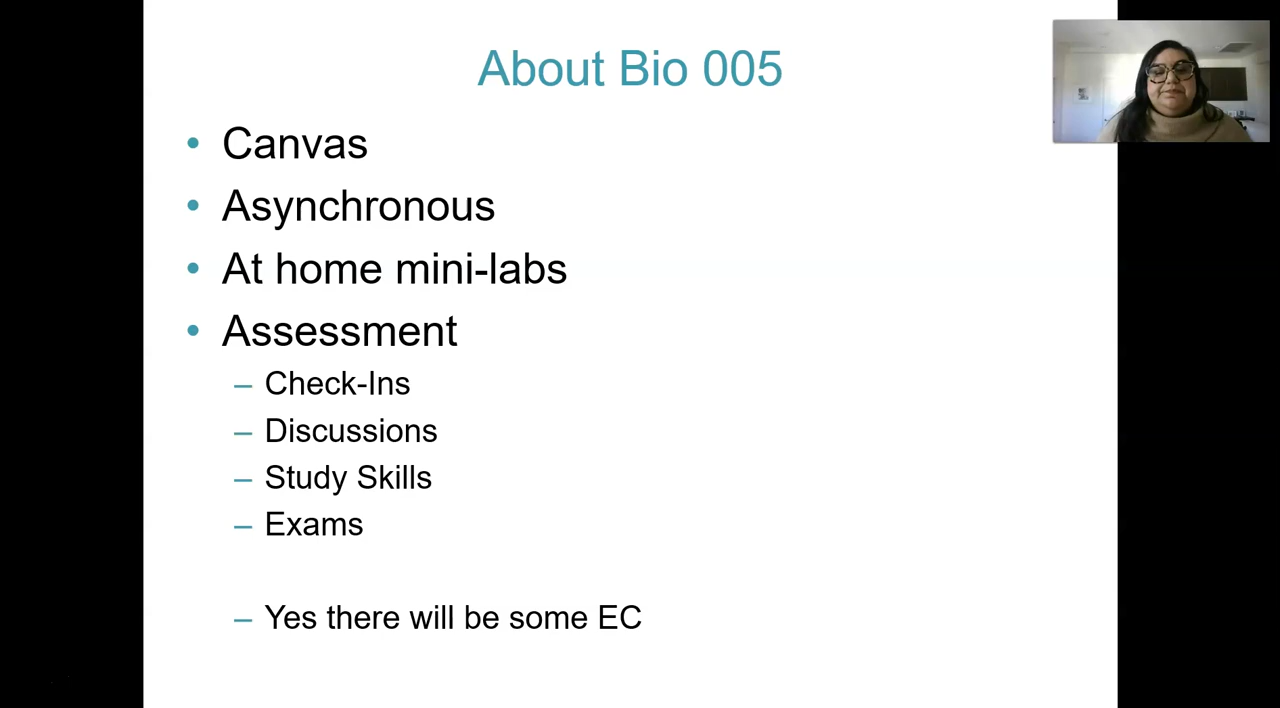 About Bio 005
• Canvas
• Asynchronous
• At home mini-labs
• Assessment
– Check-Ins
– Discussions
– Study Skills
– Exams
– Yes there will be some EC